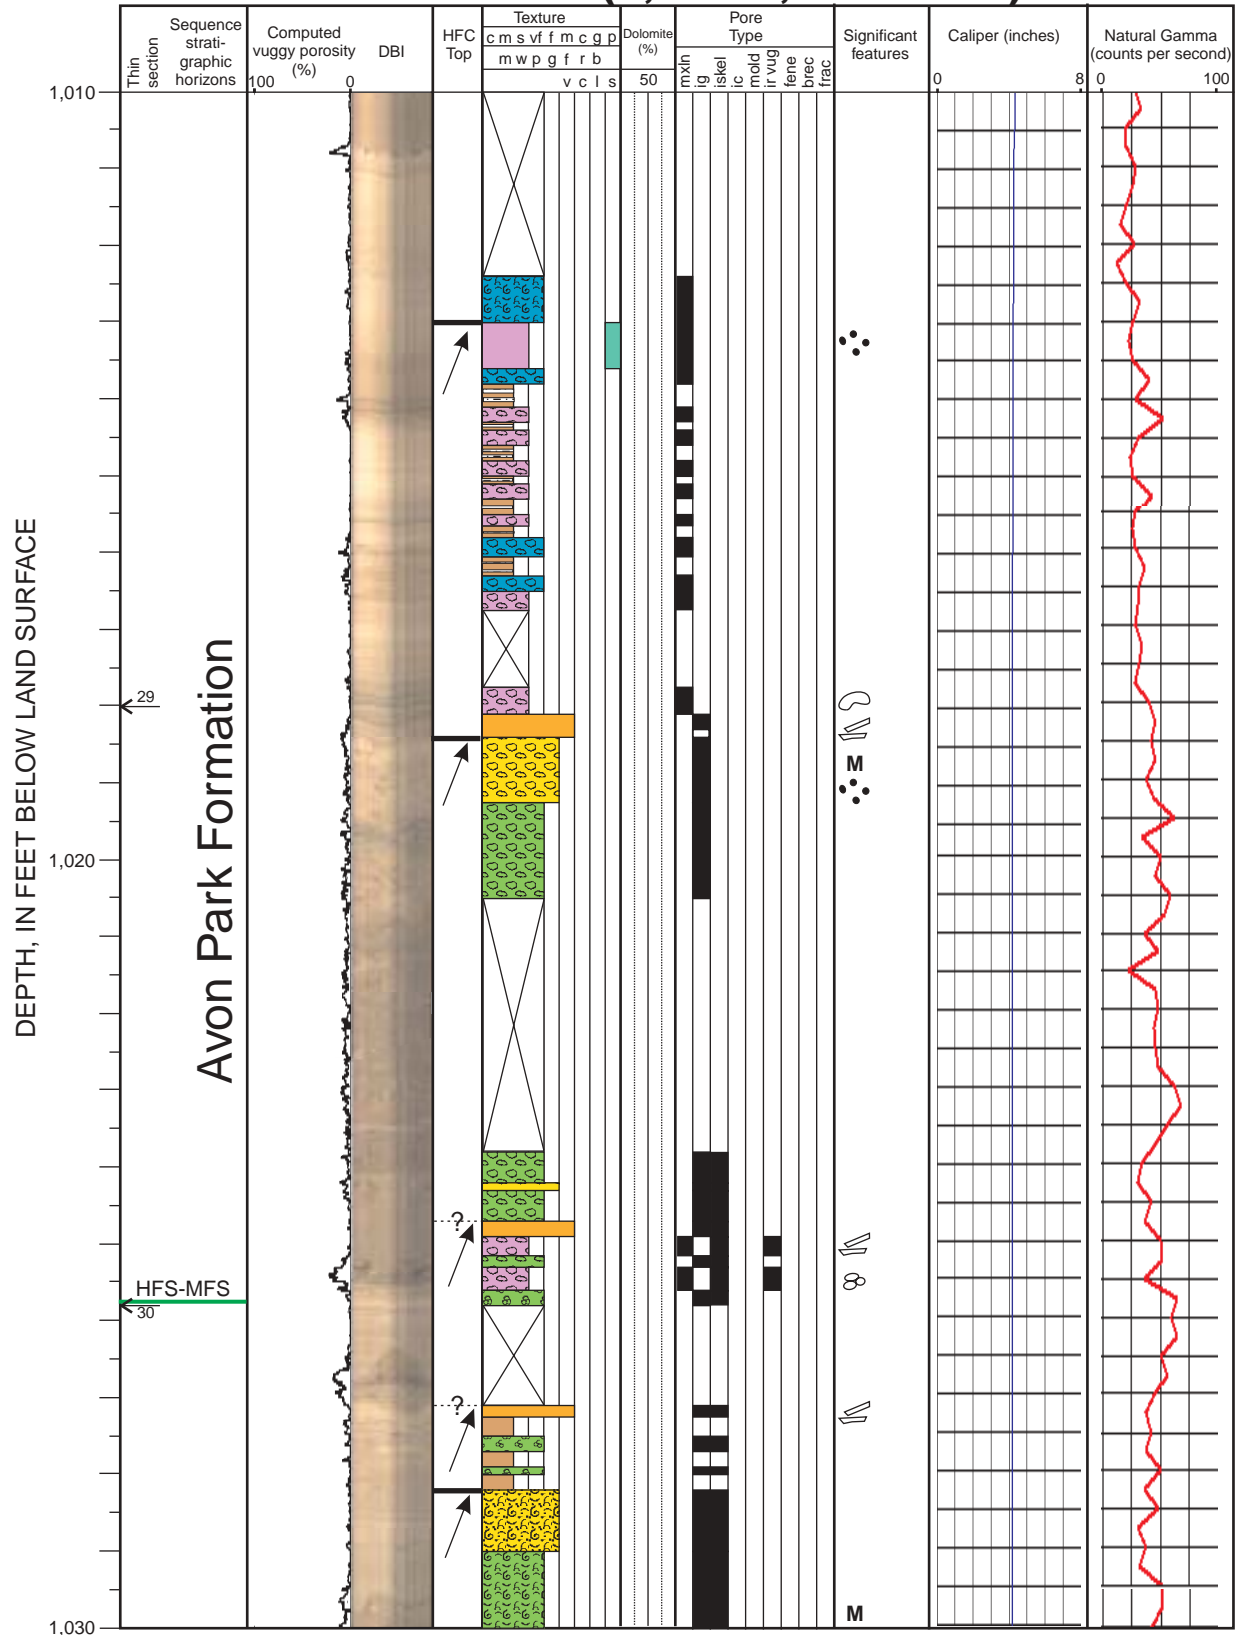 Thin section
Sequence
strati-
graphic
horizons
Computed
vuggy porosity
(%)
100 0
DBI
HFC
Top
Texture
c m s vf f m c g p
m w p g f r b
v c l s
Dolomite
(%)
50
Pore
Type
mxln
ig
iskel
ic
mold
ir vug
fene
brec
frac
Significant
features
Caliper (inches)
0 8
Natural Gamma
(counts per second)
0 100
DEPTH, IN FEET BELOW LAND SURFACE
1,010
Avon Park Formation
29
M
1,020
?
HFS-MFS
30
?
M
1,030